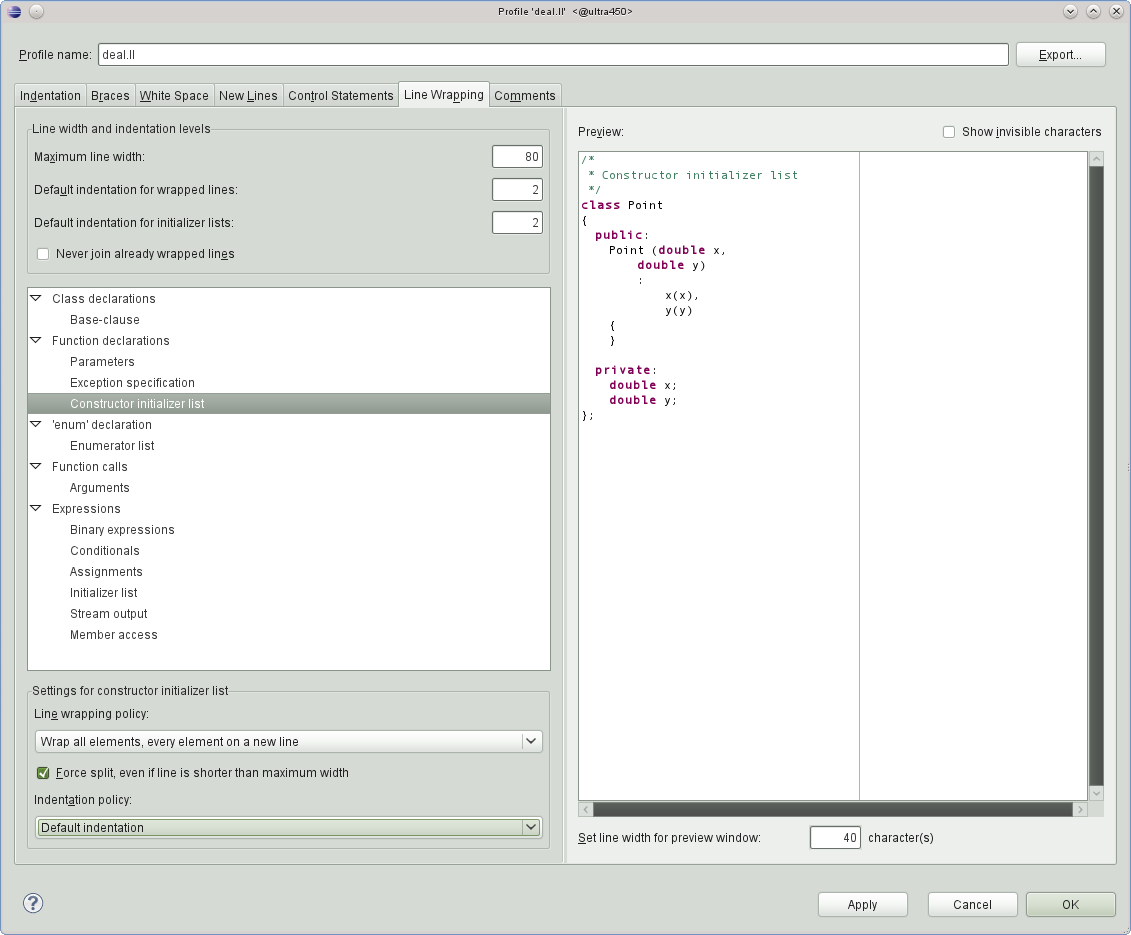 Profile 'deal.II' <@ultra450>
Profile name: deal.II Export...
Indentation Braces White Space New Lines Control Statements Line Wrapping Comments
Line width and indentation levels
Maximum line width: 80
Default indentation for wrapped lines: 2
Default indentation for initializer lists: 2
Never join already wrapped lines
Class declarations
Base-clause
Function declarations
Parameters
Exception specification
Constructor initializer list
'enum' declaration
Enumerator list
Function calls
Arguments
Expressions
Binary expressions
Conditionals
Assignments
Initializer list
Stream output
Member access
Settings for constructor initializer list
Line wrapping policy:
Wrap all elements, every element on a new line
Force split, even if line is shorter than maximum width
Indentation policy:
Default indentation
Preview: Show invisible characters
/*
 * Constructor initializer list
 */
class Point
{
  public:
    Point (double x,
        double y)
        :
            x(x),
            y(y)
    {
    }

  private:
    double x;
    double y;
};
Set line width for preview window: 40 character(s)
? Apply Cancel OK